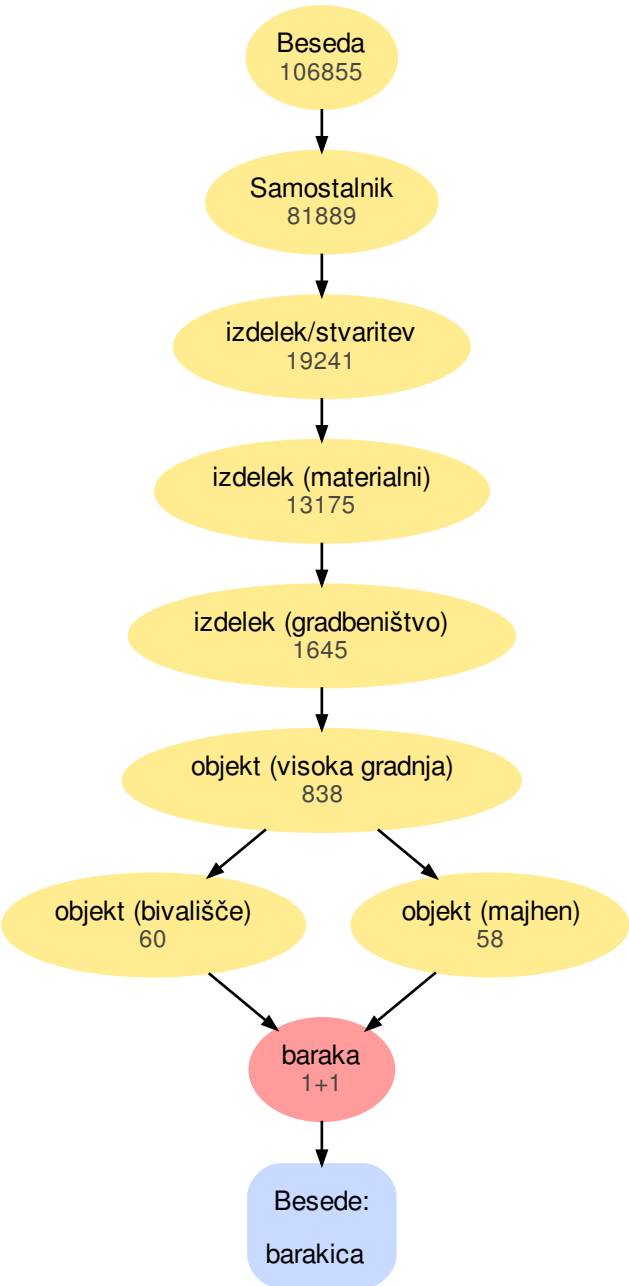 Beseda
106855
Samostalnik
81889
izdelek/stvaritev
19241
izdelek (materialni)
13175
izdelek (gradbeništvo)
1645
objekt (visoka gradnja)
838
objekt (bivališče)
60
objekt (majhen)
58
baraka
1+1
Besede:
barakica